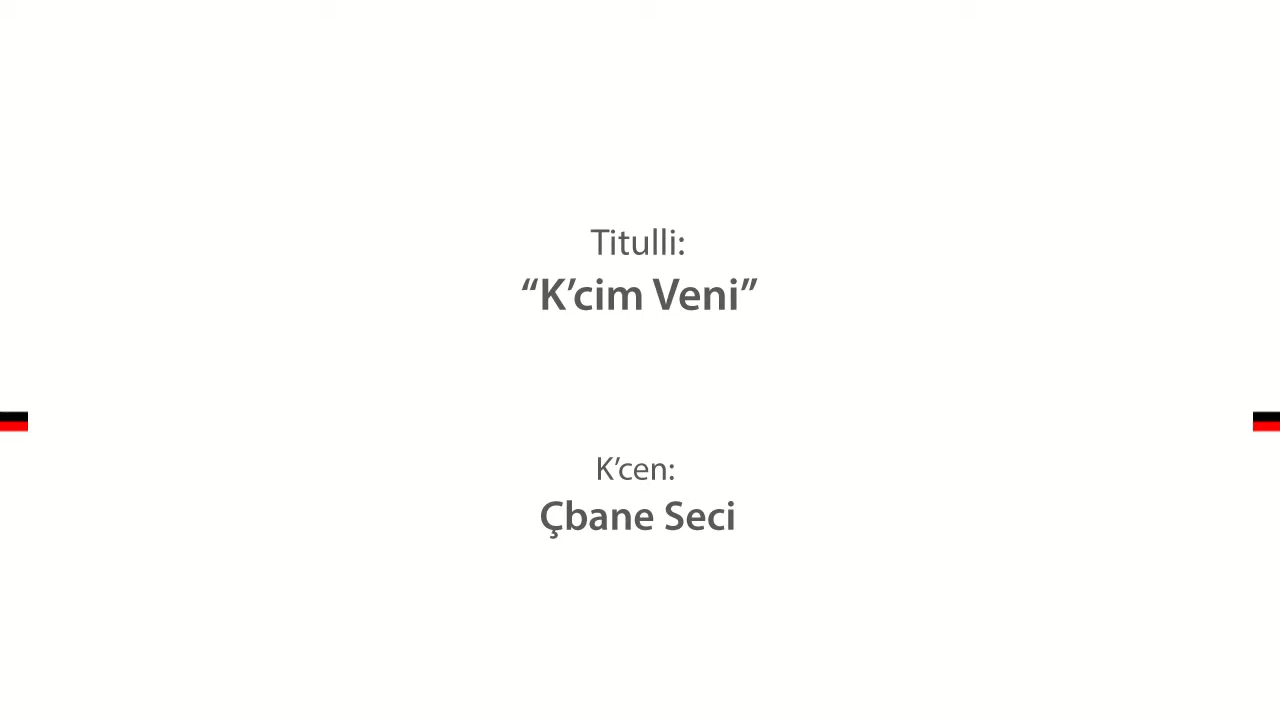 Titulli:
“K’cim Veni”
K’cen:
Çbane Seci